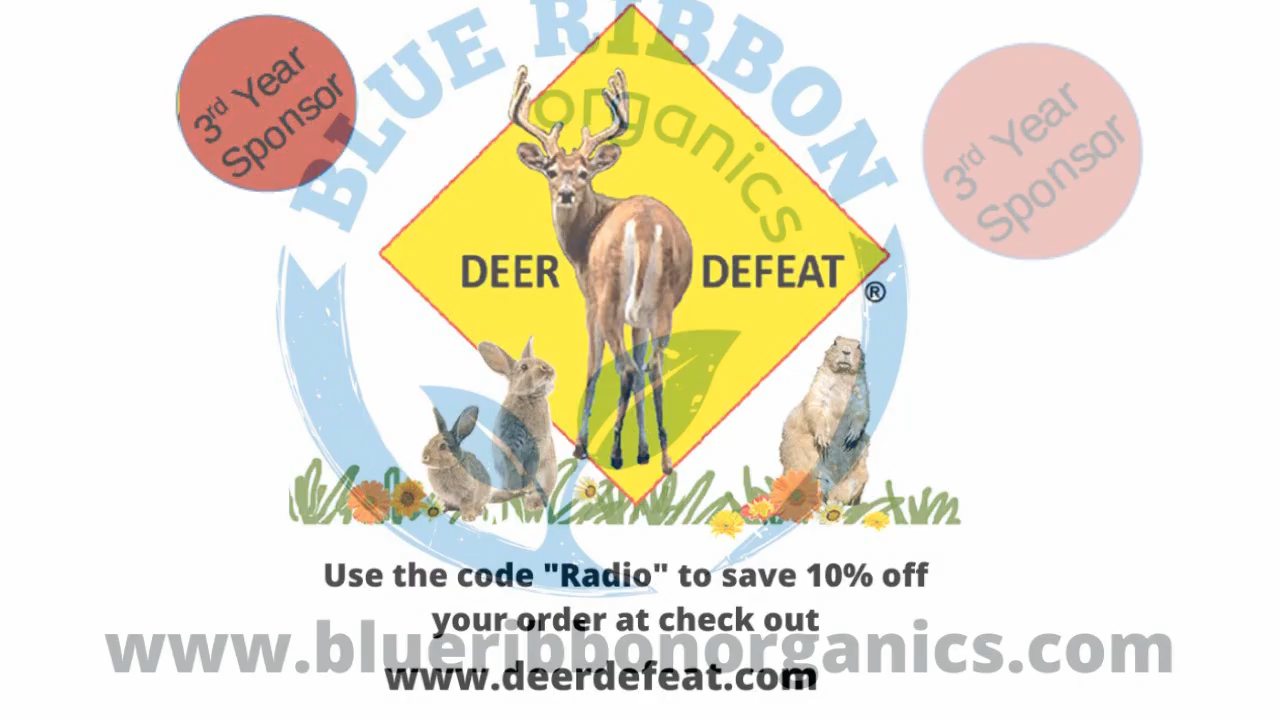 BLUE RIBBON
organics
3rd Year
Sponsor
3rd Year
Sponsor
DEER DEFEAT
®
Use the code "Radio" to save 10% off
your order at check out
www.blueribbonorganics.com
www.deerdefeat.com